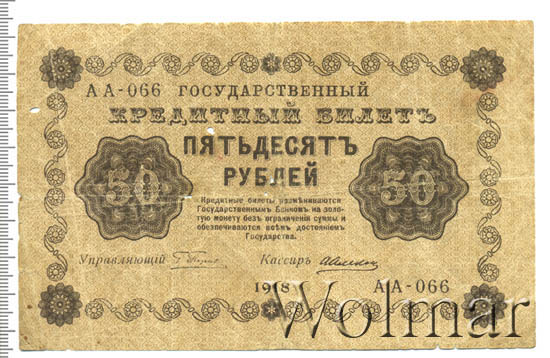 АА-066 ГОСУДАРСТВЕННЫЙ
КРЕДИТНЫЙ БИЛЕТЪ
ПЯТЬДЕСЯТЪ
РУБЛЕЙ
50 50
Кредитные билеты размѣниваются
Государственнымъ Банкомъ на золо-
тую монету безъ ограниченія суммы и
обезпечиваются всѣмъ достояніемъ
Государства.
Управляющій Кассиръ
1918 АА-066
Wolmar